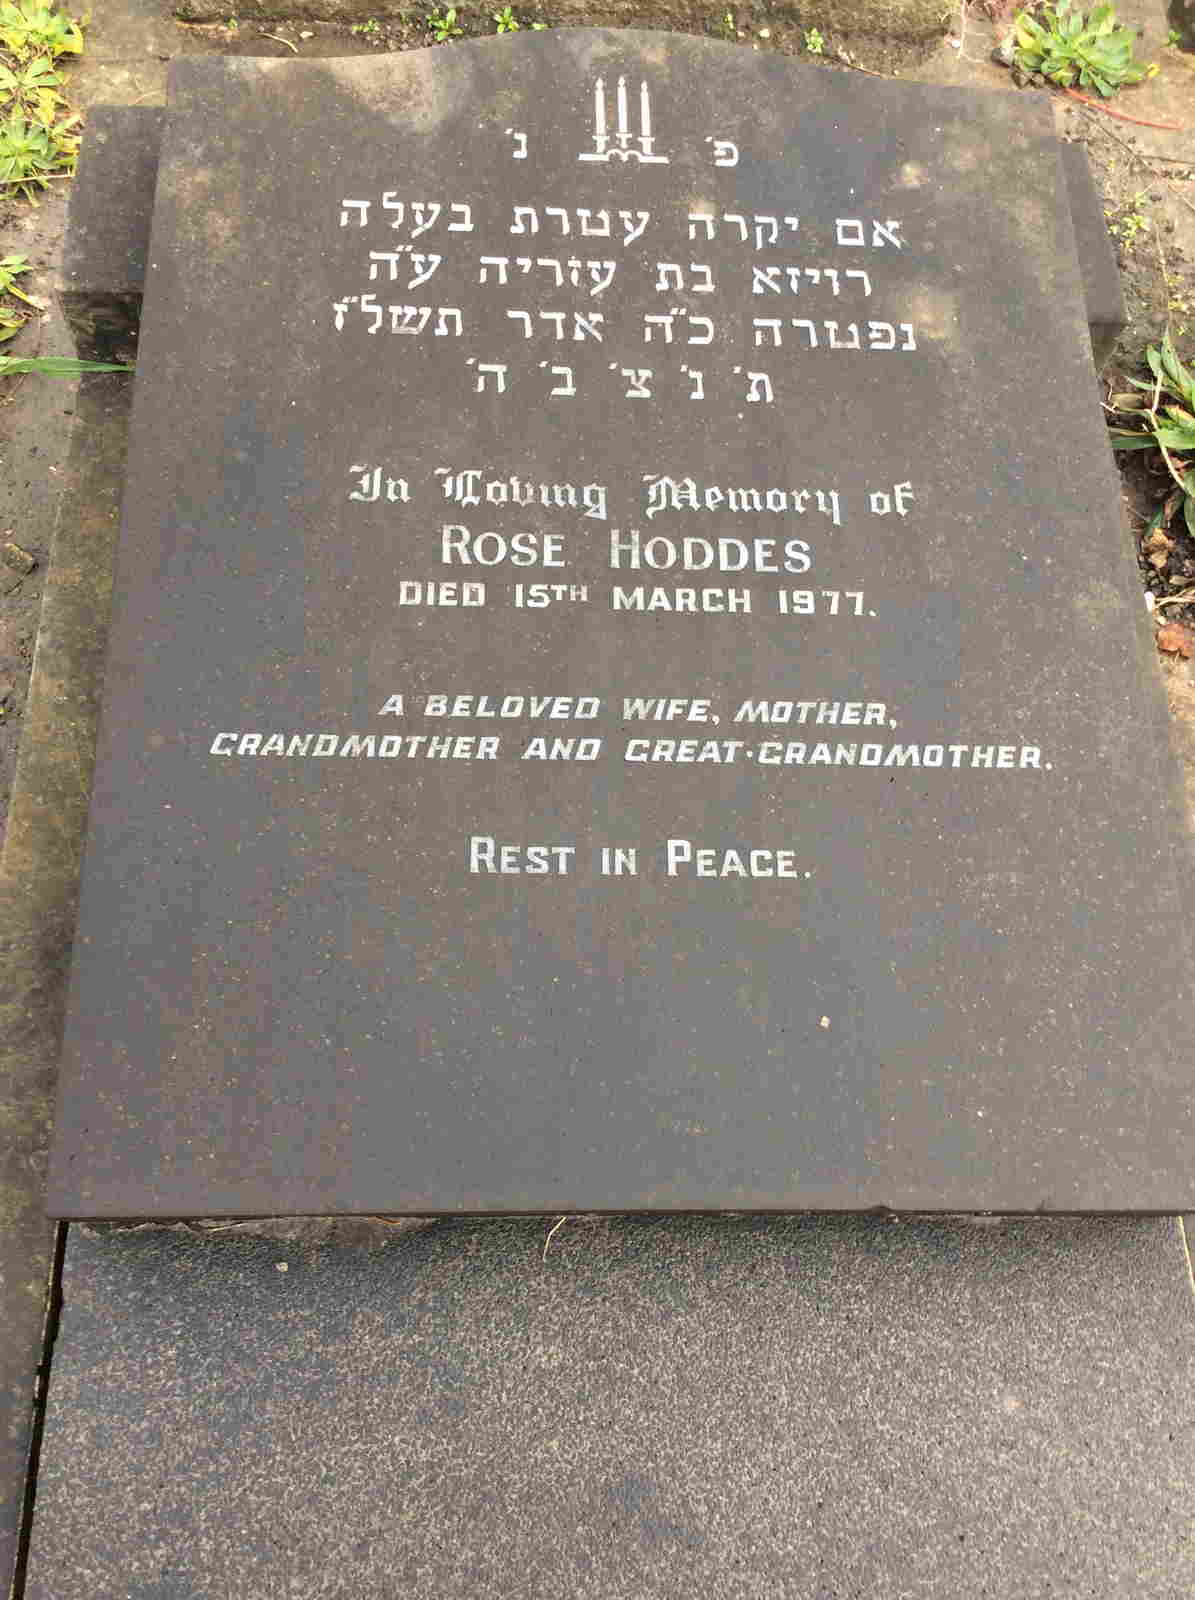 פ׳ נ׳
אם יקרה עטרת בעלה
רויזא בת עזריה ע״ה
נפטרה כ״ה אדר תשל״ז
ת׳ נ׳ צ׳ ב׳ ה׳
In Loving Memory of
ROSE HODDES
DIED 15TH MARCH 1977.
A BELOVED WIFE, MOTHER,
GRANDMOTHER AND GREAT-GRANDMOTHER.
REST IN PEACE.